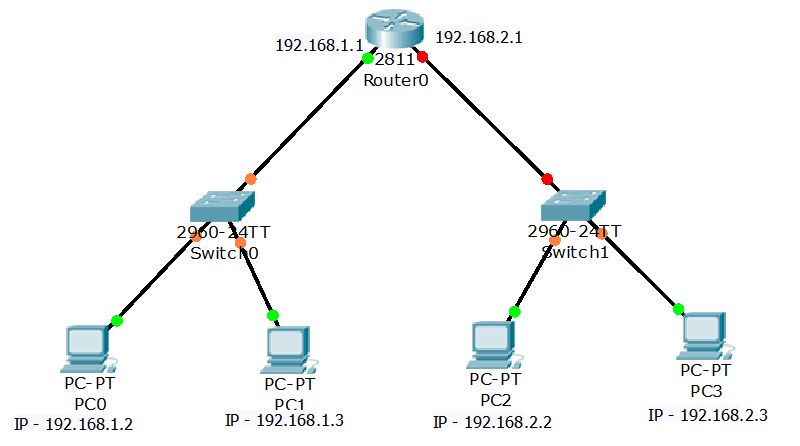 192.168.1.1
192.168.2.1
2811
Router0
2960-24TT
Switch0
2960-24TT
Switch1
PC-PT
PC0
IP - 192.168.1.2
PC-PT
PC1
IP - 192.168.1.3
PC-PT
PC2
IP - 192.168.2.2
PC-PT
PC3
IP - 192.168.2.3